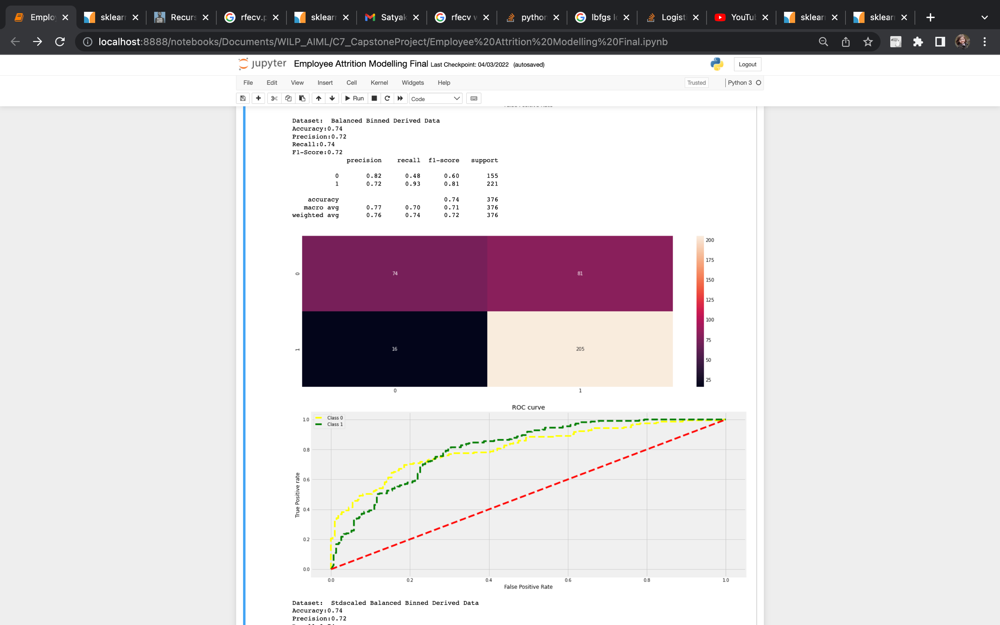 Emplo sklearn Recurs rfecv.p sklearn Satyak rfecv v python lbfgs lo Logisti YouTub sklearn sklearn
localhost:8888/notebooks/Documents/WILP_AIML/C7_CapstoneProject/Employee%20Attrition%20Modelling%20Final.ipynb
jupyter Employee Attrition Modelling Final Last Checkpoint: 04/03/2022 (autosaved) Logout
File Edit View Insert Cell Kernel Widgets Help Trusted Python 3
Run Code
Dataset: Balanced Binned Derived Data
Accuracy:0.74
Precision:0.72
Recall:0.74
F1-Score:0.72
precision recall f1-score support
0 0.82 0.48 0.60 155
1 0.72 0.93 0.81 221
accuracy 0.74 376
macro avg 0.77 0.70 0.71 376
weighted avg 0.76 0.74 0.72 376
200
175
150
125
100
75
50
25
0 74 81
1 16 205
0 1
ROC curve
Class 0
Class 1
1.0
0.8
0.6
0.4
0.2
0.0
True Positive rate
0.0 0.2 0.4 0.6 0.8 1.0
False Positive Rate
Dataset: Stdscaled Balanced Binned Derived Data
Accuracy:0.74
Precision:0.72